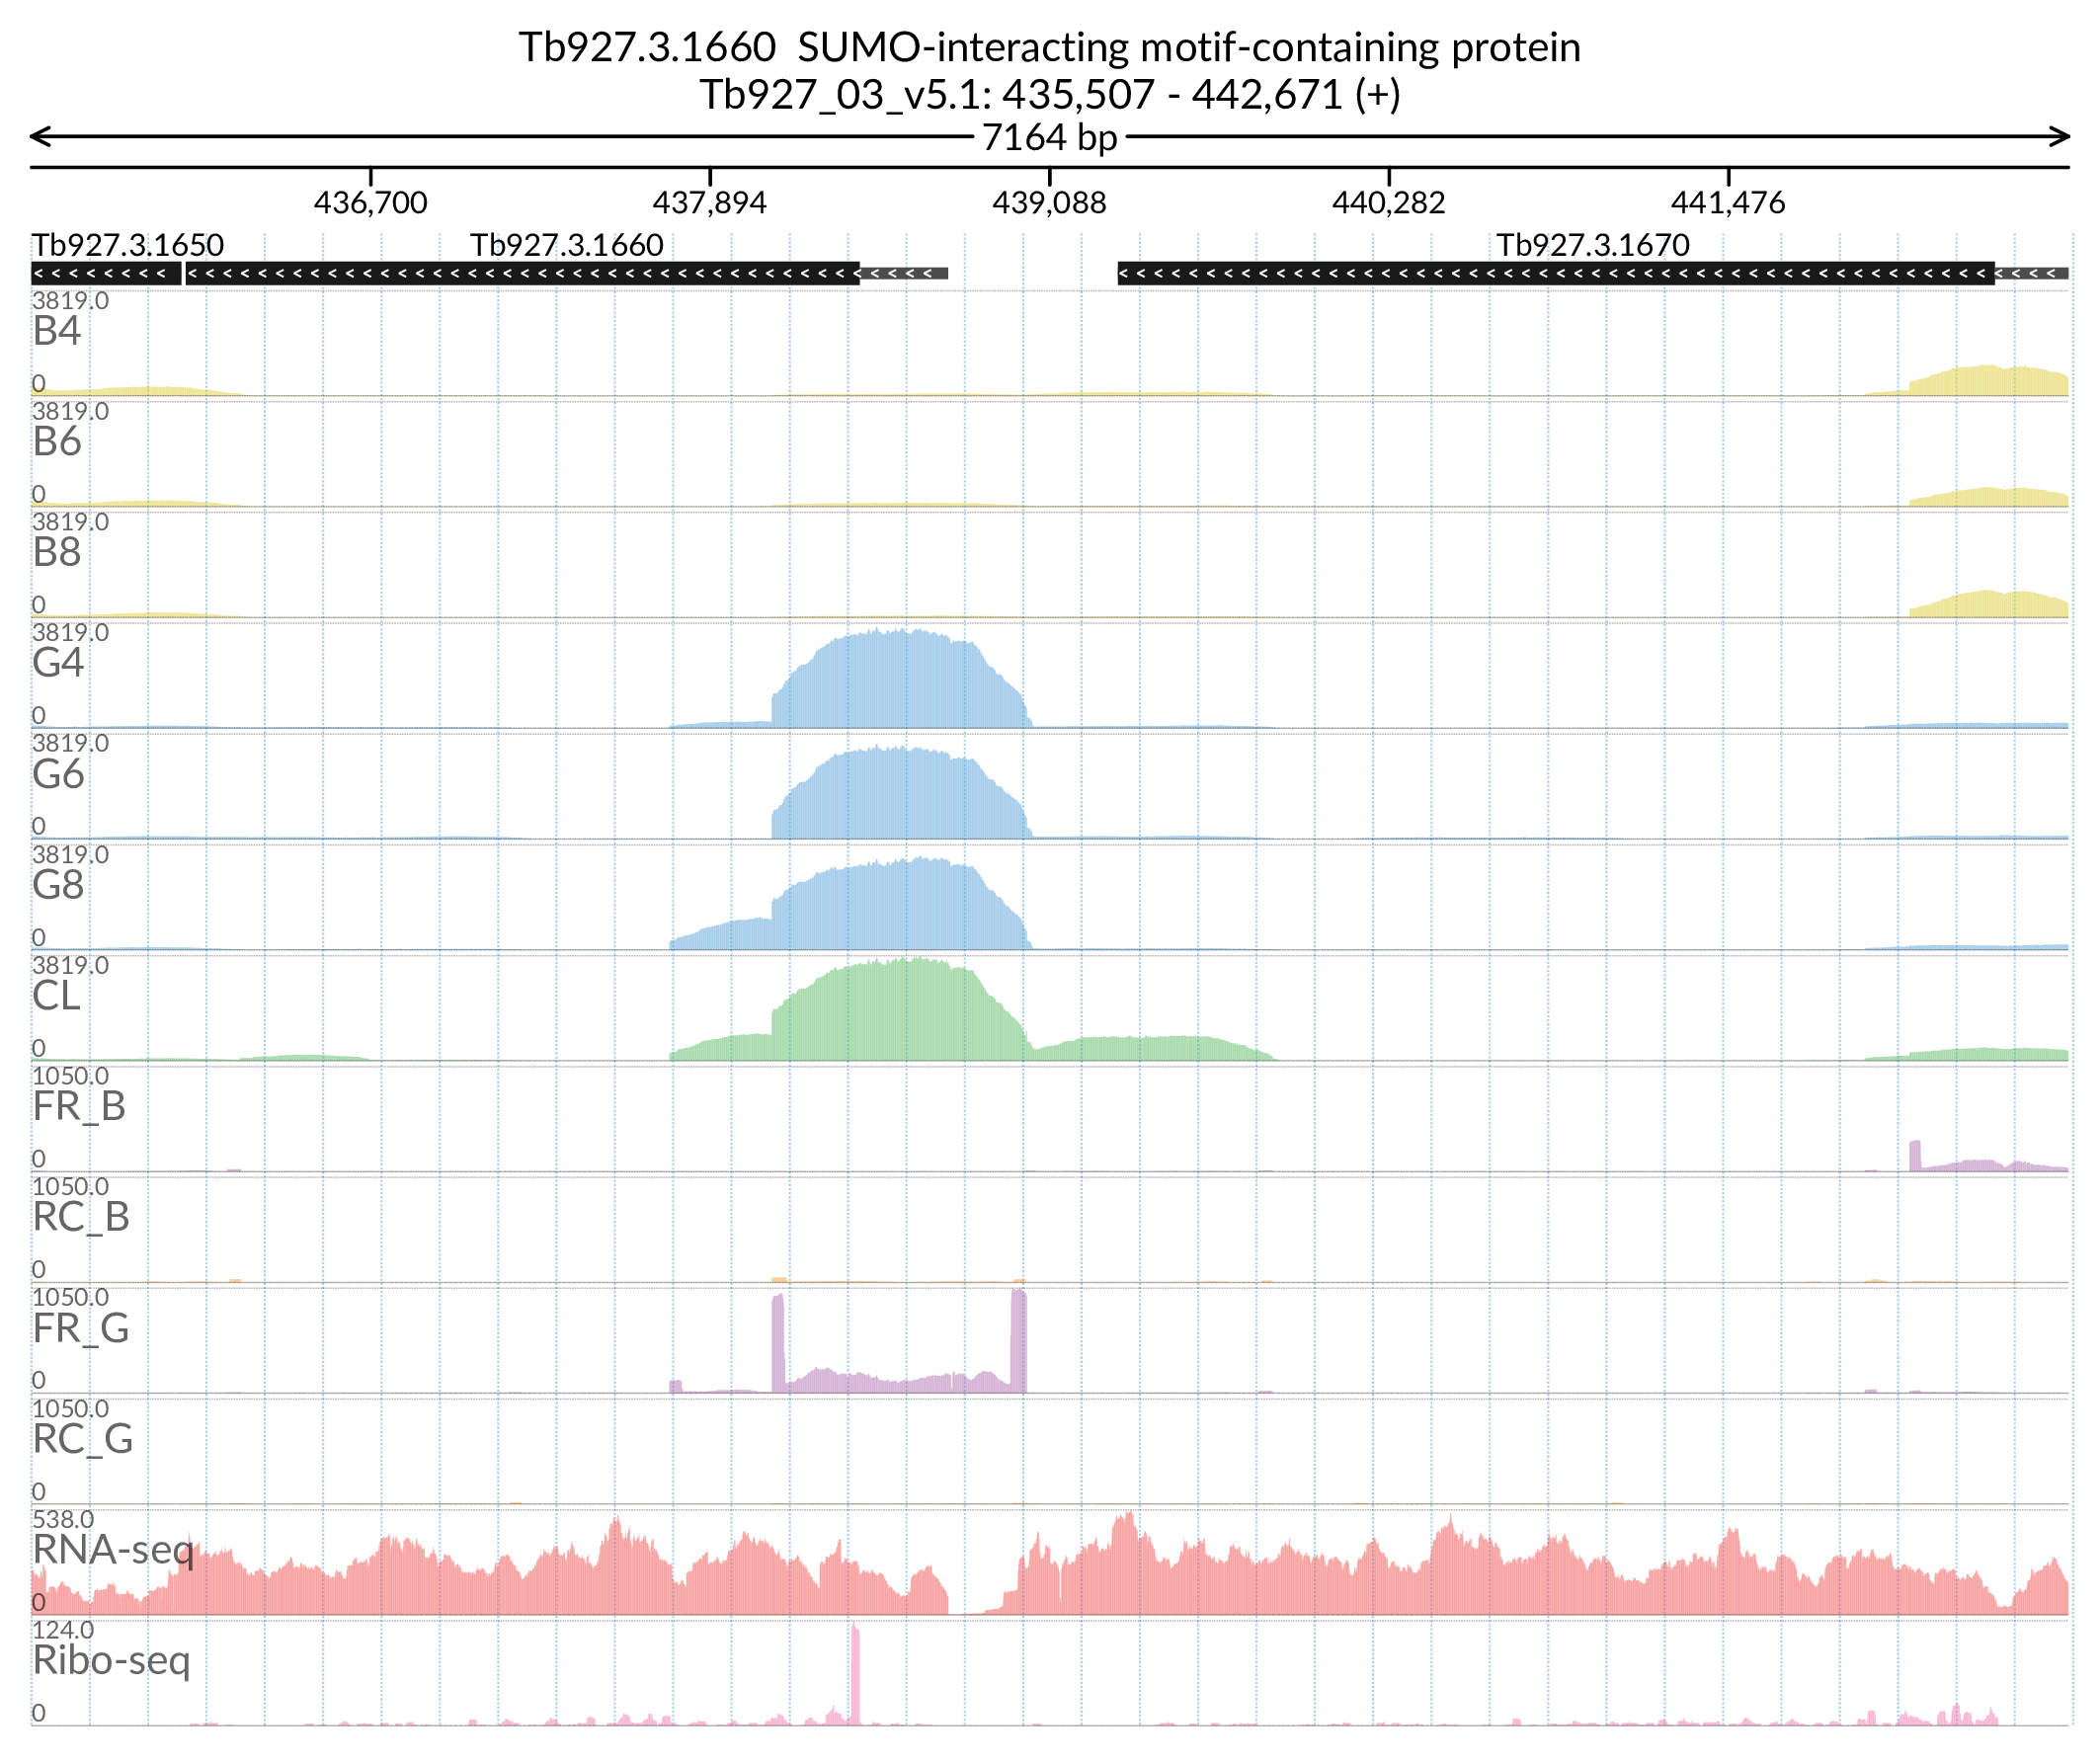 Tb927.3.1660 SUMO-interacting motif-containing protein
Tb927_03_v5.1: 435,507 - 442,671 (+)
7164 bp
436,700 437,894 439,088 440,282 441,476
Tb927.3.1650 Tb927.3.1660 Tb927.3.1670
3819.0
B4
0
3819.0
B6
0
3819.0
B8
0
3819.0
G4
0
3819.0
G6
0
3819.0
G8
0
3819.0
CL
0
1050.0
FR_B
0
1050.0
RC_B
0
1050.0
FR_G
0
1050.0
RC_G
0
538.0
RNA-seq
0
124.0
Ribo-seq
0